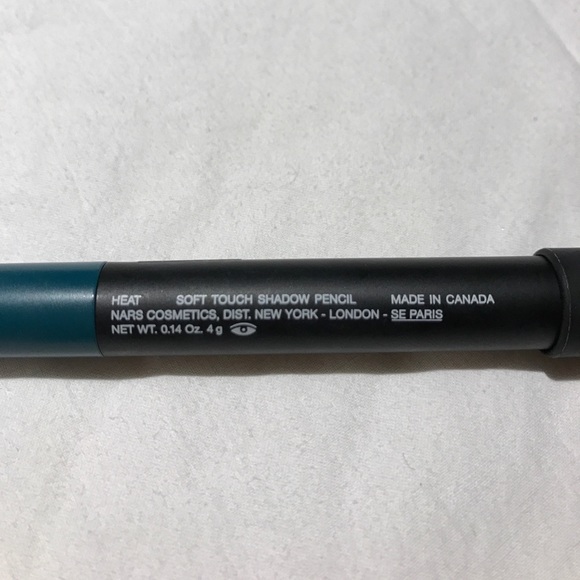 HEAT SOFT TOUCH SHADOW PENCIL MADE IN CANADA
NARS COSMETICS, DIST. NEW YORK - LONDON - SE PARIS
NET WT. 0.14 Oz. 4 g